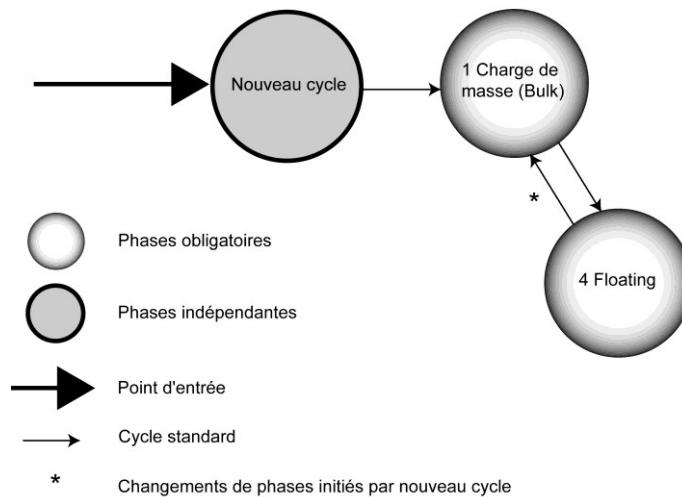 Nouveau cycle
1 Charge de
masse (Bulk)
*
4 Floating
Phases obligatoires
Phases indépendantes
Point d'entrée
Cycle standard
* Changements de phases initiés par nouveau cycle